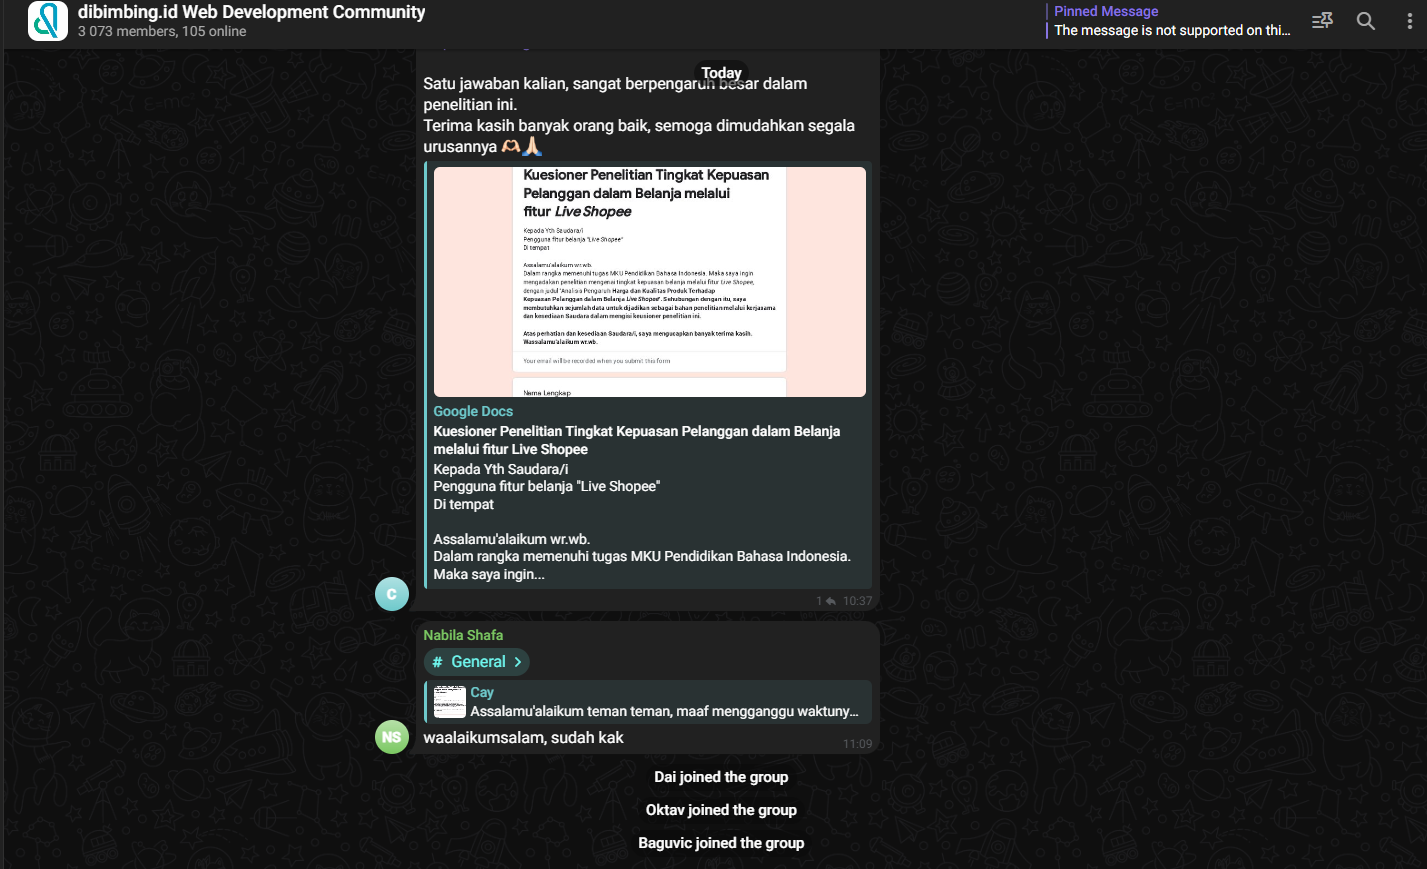 dibimbing.id Web Development Community
3 073 members, 105 online
Pinned Message
The message is not supported on thi...
Today
Satu jawaban kalian, sangat berpengaruh besar dalam
penelitian ini.
Terima kasih banyak orang baik, semoga dimudahkan segala
urusannya 🫶🏻🙏🏻
Kuesioner Penelitian Tingkat Kepuasan
Pelanggan dalam Belanja melalui
fitur Live Shopee
Kepada Yth Saudara/i
Pengguna fitur belanja "Live Shopee"
Di tempat
Assalamu'alaikum wr.wb.
Dalam rangka memenuhi tugas MKU Pendidikan Bahasa Indonesia. Maka saya ingin
mengadakan penelitian mengenai tingkat kepuasan belanja melalui fitur Live Shopee,
dengan judul "Analisis Pengaruh Harga dan Kualitas Produk Terhadap
Kepuasan Pelanggan dalam Belanja Live Shopee". Sehubungan dengan itu, saya
membutuhkan sejumlah data untuk dijadikan sebagai bahan penelitian melalui kerjasama
dan kesediaan Saudara dalam mengisi keusioner penelitian ini.
Atas perhatian dan kesediaan Saudara/i, saya mengucapkan banyak terima kasih.
Wassalamu'alaikum wr.wb.
Your email will be recorded when you submit this form
Nama Lengkap
Google Docs
Kuesioner Penelitian Tingkat Kepuasan Pelanggan dalam Belanja
melalui fitur Live Shopee
Kepada Yth Saudara/i
Pengguna fitur belanja "Live Shopee"
Di tempat
Assalamu'alaikum wr.wb.
Dalam rangka memenuhi tugas MKU Pendidikan Bahasa Indonesia.
Maka saya ingin...
C
1 10:37
Nabila Shafa
# General >
Cay
Assalamu'alaikum teman teman, maaf mengganggu waktuny...
NS
waalaikumsalam, sudah kak
11:09
Dai joined the group
Oktav joined the group
Baguvic joined the group